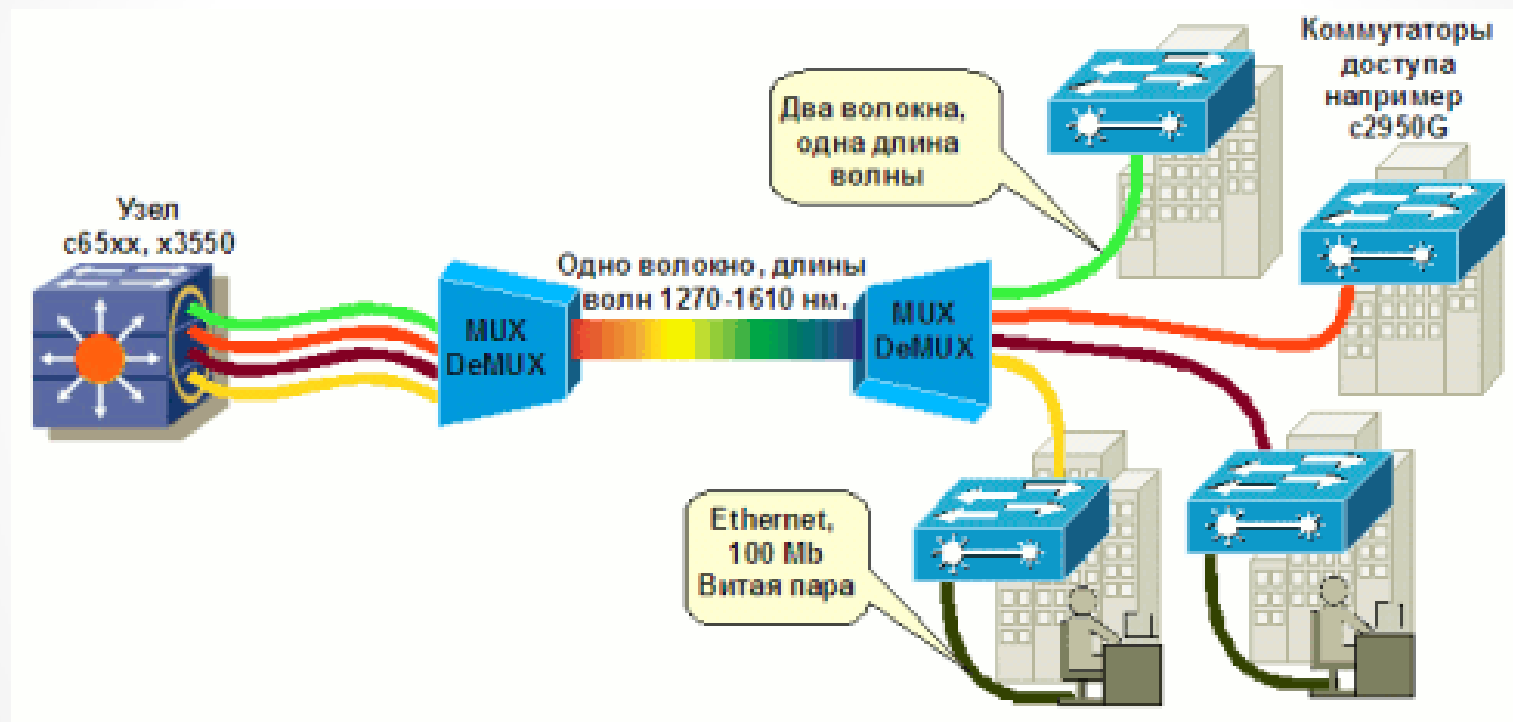 Узел
c65xx, x3550
MUX
DeMUX
Одно волокно, длины
волн 1270-1610 нм.
MUX
DeMUX
Два волокна,
одна длина
волны
Коммутаторы
доступа
например
c2950G
Ethernet,
100 Mb
Витая пара